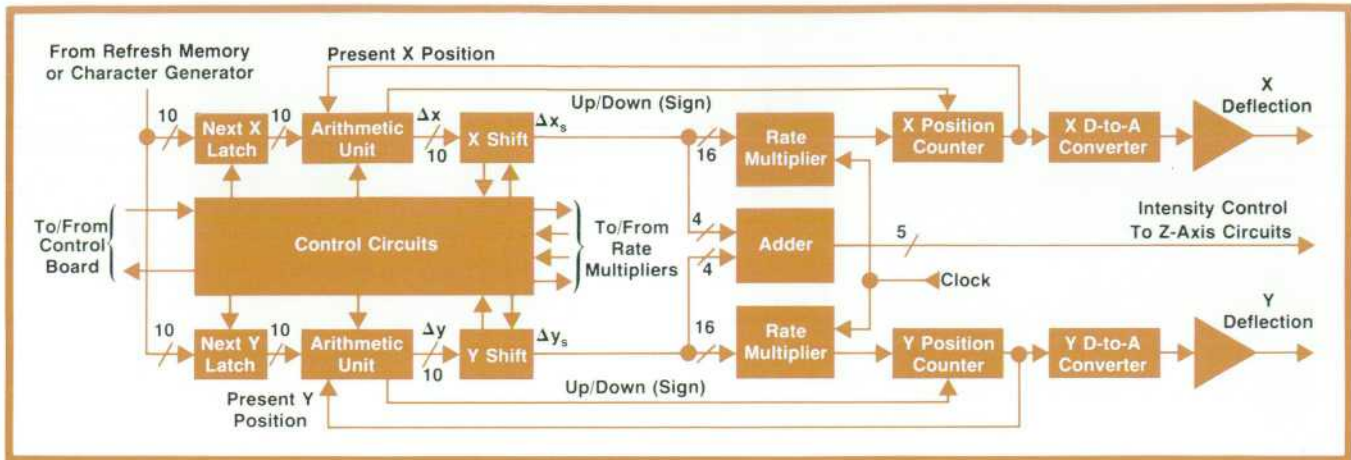 From Refresh Memory
or Character Generator
Present X Position
Up/Down (Sign)
X
Deflection
10
Next X
Latch
10
Arithmetic
Unit
Δx
10
X Shift
Δxs
16
Rate
Multiplier
X Position
Counter
X D-to-A
Converter
To/From
Control
Board
Control Circuits
To/From
Rate
Multipliers
4
4
Adder
5
Intensity Control
To Z-Axis Circuits
Clock
10
Next Y
Latch
10
Arithmetic
Unit
Δy
10
Y Shift
Δys
16
Rate
Multiplier
Y Position
Counter
Y D-to-A
Converter
Y
Deflection
Up/Down (Sign)
Present Y
Position